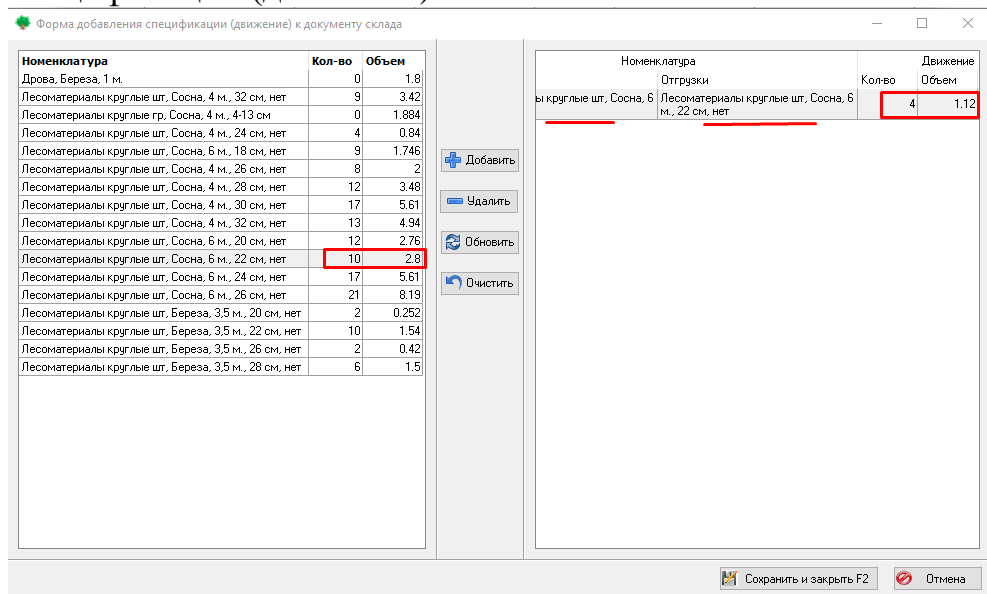 Форма добавления спецификации (движение) к документу склада
Номенклатура Кол-во Объем
Дрова, Береза, 1 м. 0 1.8
Лесоматериалы круглые шт, Сосна, 4 м., 32 см, нет 9 3.42
Лесоматериалы круглые гр, Сосна, 4 м., 4-13 см 0 1.884
Лесоматериалы круглые шт, Сосна, 4 м., 24 см, нет 4 0.84
Лесоматериалы круглые шт, Сосна, 6 м., 18 см, нет 9 1.746
Лесоматериалы круглые шт, Сосна, 4 м., 26 см, нет 8 2
Лесоматериалы круглые шт, Сосна, 4 м., 28 см, нет 12 3.48
Лесоматериалы круглые шт, Сосна, 4 м., 30 см, нет 17 5.61
Лесоматериалы круглые шт, Сосна, 4 м., 32 см, нет 13 4.94
Лесоматериалы круглые шт, Сосна, 6 м., 20 см, нет 12 2.76
Лесоматериалы круглые шт, Сосна, 6 м., 22 см, нет 10 2.8
Лесоматериалы круглые шт, Сосна, 6 м., 24 см, нет 17 5.61
Лесоматериалы круглые шт, Сосна, 6 м., 26 см, нет 21 8.19
Лесоматериалы круглые шт, Береза, 3,5 м., 20 см, нет 2 0.252
Лесоматериалы круглые шт, Береза, 3,5 м., 22 см, нет 10 1.54
Лесоматериалы круглые шт, Береза, 3,5 м., 26 см, нет 2 0.42
Лесоматериалы круглые шт, Береза, 3,5 м., 28 см, нет 6 1.5
Добавить
Удалить
Обновить
Очистить
Номенклатура Движение
Отгрузки Кол-во Объем
ы круглые шт, Сосна, 6 Лесоматериалы круглые шт, Сосна, 6 4 1.12
м., 22 см, нет
Сохранить и закрыть F2 Отмена